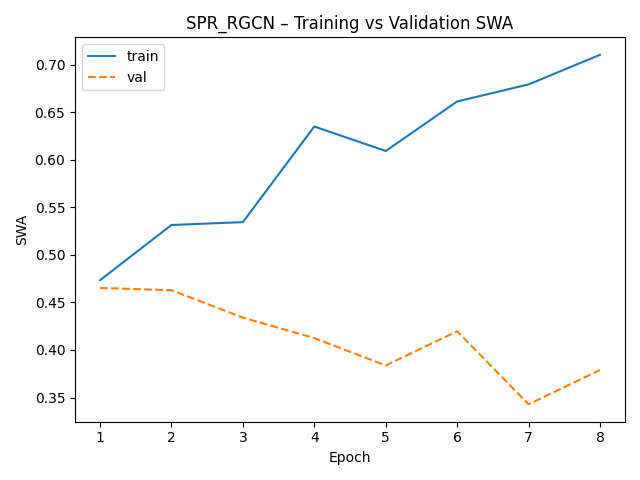 SPR_RGCN – Training vs Validation SWA
train
val
0.70
0.65
0.60
0.55
0.50
0.45
0.40
0.35
SWA
1 2 3 4 5 6 7 8
Epoch